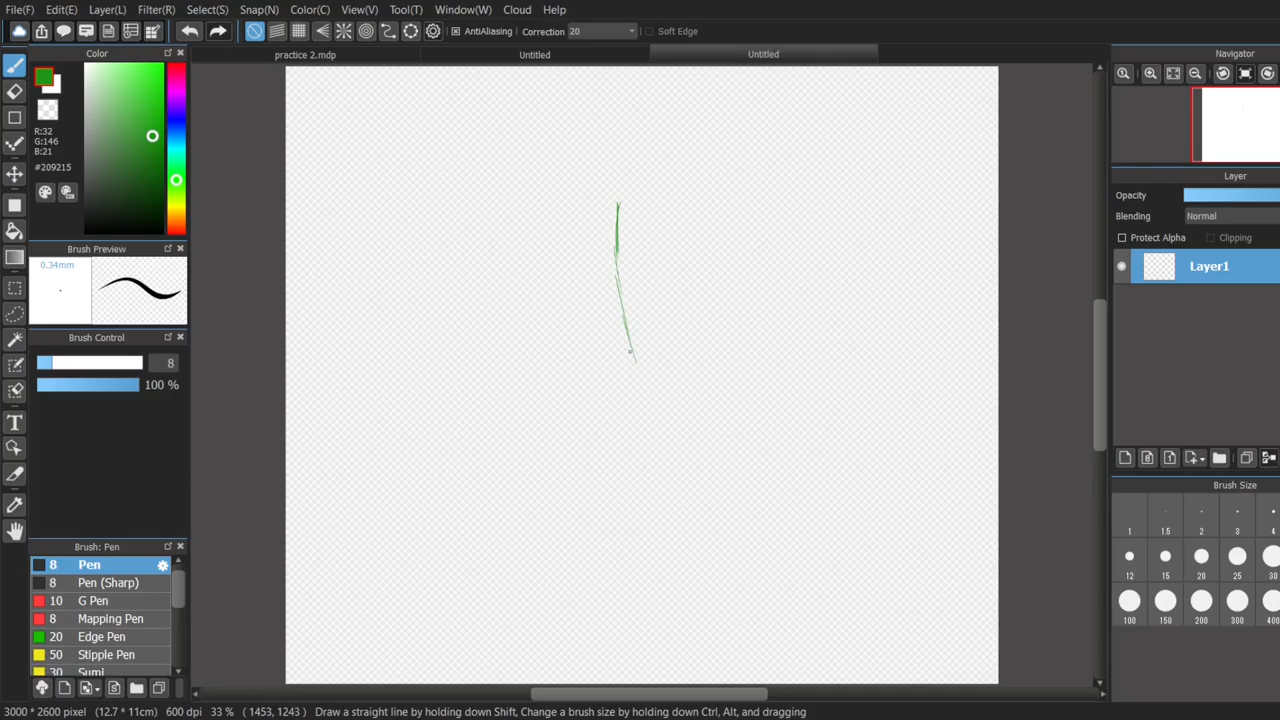 File(F) Edit(E) Layer(L) Filter(R) Select(S) Snap(N) Color(C) View(V) Tool(T) Window(W) Cloud Help
AntiAliasing Correction 20 Soft Edge
Color
practice 2.mdp Untitled Untitled
Navigator
R:32
G:146
B:21
#209215
Layer
Opacity
Blending Normal
Protect Alpha Clipping
Layer1
Brush Preview
0.34mm
Brush Control
8
100 %
Brush Size
1 1.5 2 3 4
12 15 20 25 30
100 150 200 300 400
Brush: Pen
8 Pen
8 Pen (Sharp)
10 G Pen
8 Mapping Pen
20 Edge Pen
50 Stipple Pen
30 Sumi
3000 * 2600 pixel (12.7 * 11cm) 600 dpi 33 % (1453, 1243) Draw a straight line by holding down Shift, Change a brush size by holding down Ctrl, Alt, and dragging